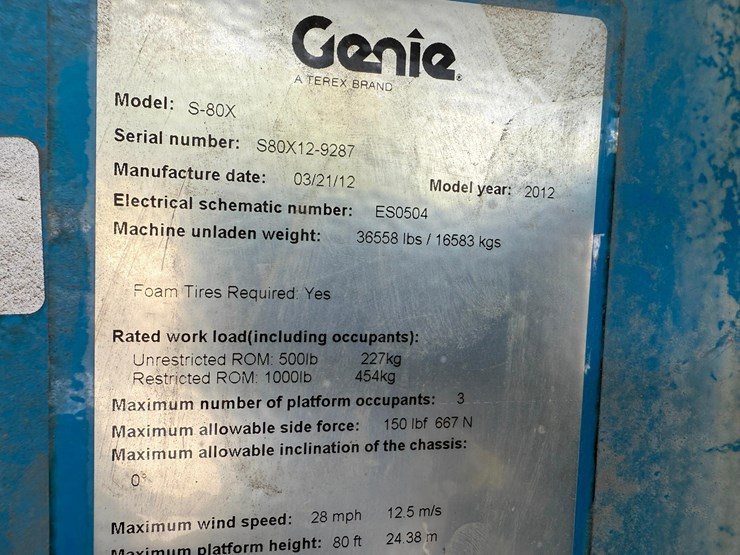 Genie®
A TEREX BRAND
Model: S-80X
Serial number: S80X12-9287
Manufacture date: 03/21/12 Model year: 2012
Electrical schematic number: ES0504
Machine unladen weight: 36558 lbs / 16583 kgs
Foam Tires Required: Yes
Rated work load(including occupants):
Unrestricted ROM: 500lb 227kg
Restricted ROM: 1000lb 454kg
Maximum number of platform occupants: 3
Maximum allowable side force: 150 lbf 667 N
Maximum allowable inclination of the chassis:
0°
Maximum wind speed: 28 mph 12.5 m/s
Maximum platform height: 80 ft 24.38 m